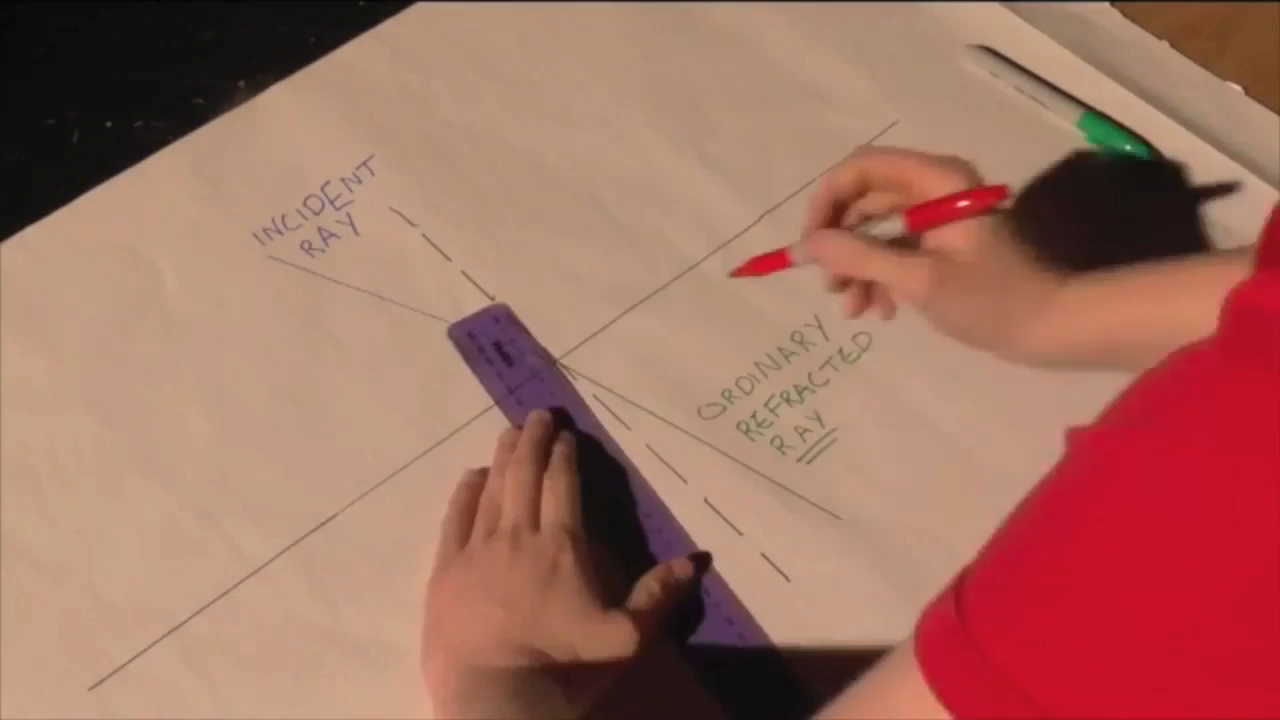 INCIDENT
RAY
ORDINARY
REFRACTED
RAY